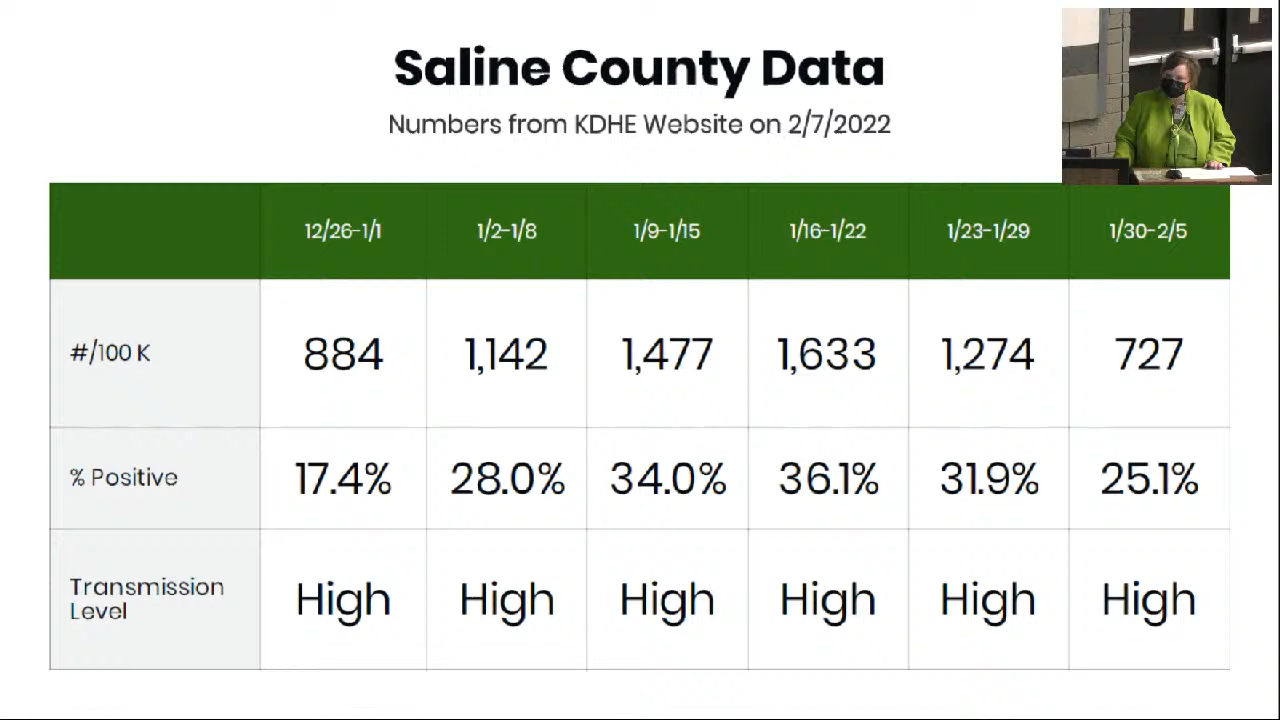 Saline County Data
Numbers from KDHE Website on 2/7/2022
12/26-1/1 1/2-1/8 1/9-1/15 1/16-1/22 1/23-1/29 1/30-2/5
#/100 K 884 1,142 1,477 1,633 1,274 727
% Positive 17.4% 28.0% 34.0% 36.1% 31.9% 25.1%
Transmission
Level High High High High High High